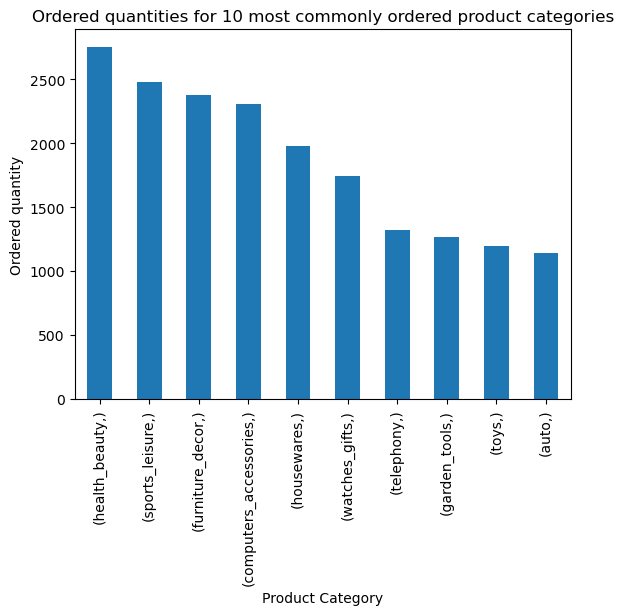 Ordered quantities for 10 most commonly ordered product categories
Ordered quantity
2500
2000
1500
1000
500
0
(health_beauty,)
(sports_leisure,)
(furniture_decor,)
(computers_accessories,)
(housewares,)
(watches_gifts,)
(telephony,)
(garden_tools,)
(toys,)
(auto,)
Product Category